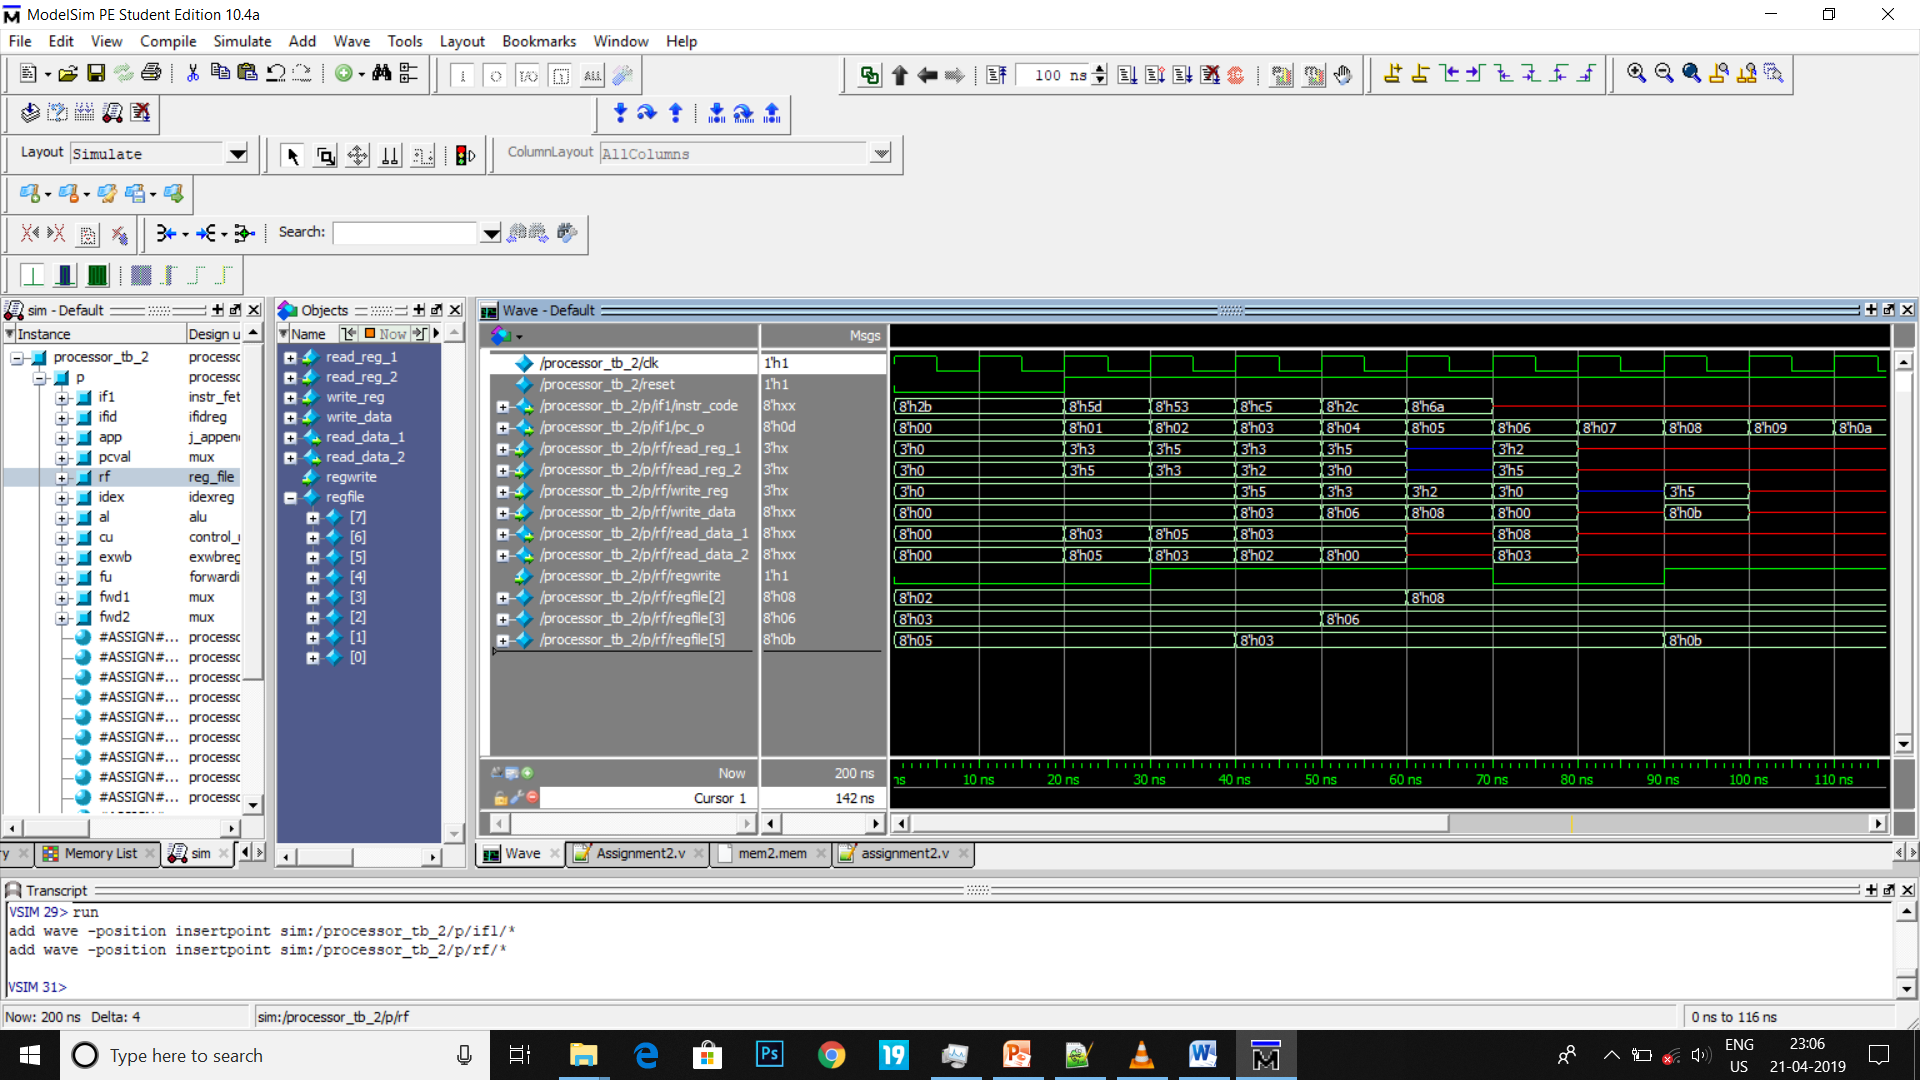 ModelSim PE Student Edition 10.4a
File Edit View Compile Simulate Add Wave Tools Layout Bookmarks Window Help
100 ns
ALL
Layout Simulate
ColumnLayout AllColumns
Search:
sim - Default
Instance Design u
processor_tb_2 process
p process
if1 instr_fet
ifid ifidreg
app j_append
pcval mux
rf reg_file
idex idexreg
al alu
cu control_
exwb exwbreg
fu forwardi
fwd1 mux
fwd2 mux
#ASSIGN#... process
#ASSIGN#... process
#ASSIGN#... process
#ASSIGN#... process
#ASSIGN#... process
#ASSIGN#... process
#ASSIGN#... process
#ASSIGN#... process
#ASSIGN#... process
Objects
Name Now
read_reg_1
read_reg_2
write_reg
write_data
read_data_1
read_data_2
regwrite
regfile
[7]
[6]
[5]
[4]
[3]
[2]
[1]
[0]
Wave - Default
Msgs
/processor_tb_2/clk 1'h1
/processor_tb_2/reset 1'h1
/processor_tb_2/p/if1/instr_code 8'hxx 8'h2b 8'h5d 8'h53 8'hc5 8'h2c 8'h6a
/processor_tb_2/p/if1/pc_o 8'h0d 8'h00 8'h01 8'h02 8'h03 8'h04 8'h05 8'h06 8'h07 8'h08 8'h09 8'h0a
/processor_tb_2/p/rf/read_reg_1 3'hx 3'h0 3'h3 3'h5 3'h3 3'h5 3'h2
/processor_tb_2/p/rf/read_reg_2 3'hx 3'h0 3'h5 3'h3 3'h2 3'h0 3'h5
/processor_tb_2/p/rf/write_reg 3'hx 3'h0 3'h5 3'h3 3'h2 3'h0 3'h5
/processor_tb_2/p/rf/write_data 8'hxx 8'h00 8'h03 8'h06 8'h08 8'h00 8'h0b
/processor_tb_2/p/rf/read_data_1 8'hxx 8'h00 8'h03 8'h05 8'h03 8'h08
/processor_tb_2/p/rf/read_data_2 8'hxx 8'h00 8'h05 8'h03 8'h02 8'h00 8'h03
/processor_tb_2/p/rf/regwrite 1'h1
/processor_tb_2/p/rf/regfile[2] 8'h08 8'h02 8'h08
/processor_tb_2/p/rf/regfile[3] 8'h06 8'h03 8'h06
/processor_tb_2/p/rf/regfile[5] 8'h0b 8'h05 8'h03 8'h0b
Now 200 ns ns 10 ns 20 ns 30 ns 40 ns 50 ns 60 ns 70 ns 80 ns 90 ns 100 ns 110 ns
Cursor 1 142 ns
ry Memory List sim
Wave Assignment2.v mem2.mem assignment2.v
Transcript
VSIM 29> run
add wave -position insertpoint sim:/processor_tb_2/p/if1/*
add wave -position insertpoint sim:/processor_tb_2/p/rf/*
VSIM 31>
Now: 200 ns Delta: 4 sim:/processor_tb_2/p/rf 0 ns to 116 ns
Type here to search
Ps
19
ENG
US
23:06
21-04-2019